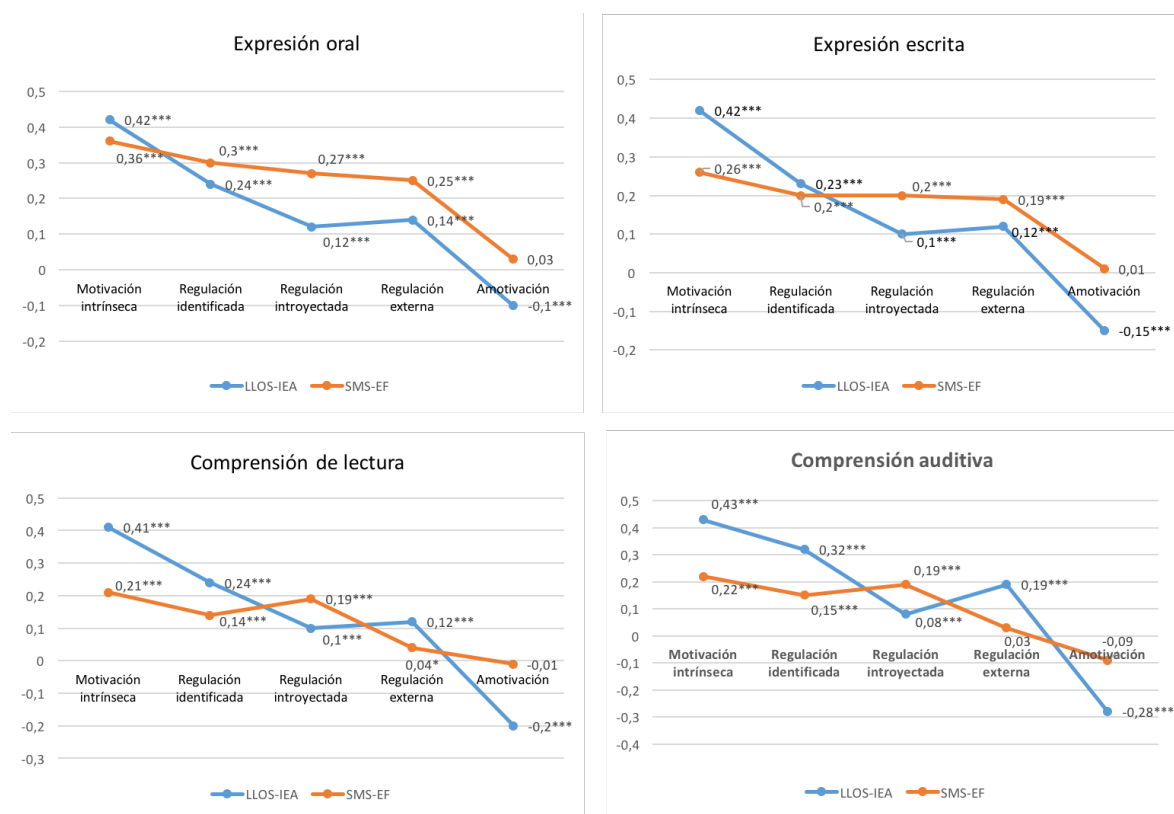 Expresión oral
0,5
0,4
0,3
0,2
0,1
0
-0,1
-0,2
0,42***
0,36***
0,3***
0,24***
0,27***
0,12***
0,25***
0,14***
0,03
-0,1***
Motivación intrínseca
Regulación identificada
Regulación introyectada
Regulación externa
Amotivación
LLOS-IEA
SMS-EF
Expresión escrita
0,5
0,4
0,3
0,2
0,1
0
-0,1
-0,2
0,42***
0,26***
0,23***
0,2***
0,2***
0,1***
0,19***
0,12***
0,01
-0,15***
Motivación intrínseca
Regulación identificada
Regulación introyectada
Regulación externa
Amotivación
LLOS-IEA
SMS-EF
Comprensión de lectura
0,5
0,4
0,3
0,2
0,1
0
-0,1
-0,2
-0,3
0,41***
0,21***
0,24***
0,14***
0,19***
0,1***
0,12***
0,04*
-0,01
-0,2***
Motivación intrínseca
Regulación identificada
Regulación introyectada
Regulación externa
Amotivación
LLOS-IEA
SMS-EF
Comprensión auditiva
0,5
0,4
0,3
0,2
0,1
0
-0,1
-0,2
-0,3
-0,4
0,43***
0,22***
0,32***
0,15***
0,19***
0,08***
0,19***
0,03
-0,09
-0,28***
Motivación intrínseca
Regulación identificada
Regulación introyectada
Regulación externa
Amotivación
LLOS-IEA
SMS-EF